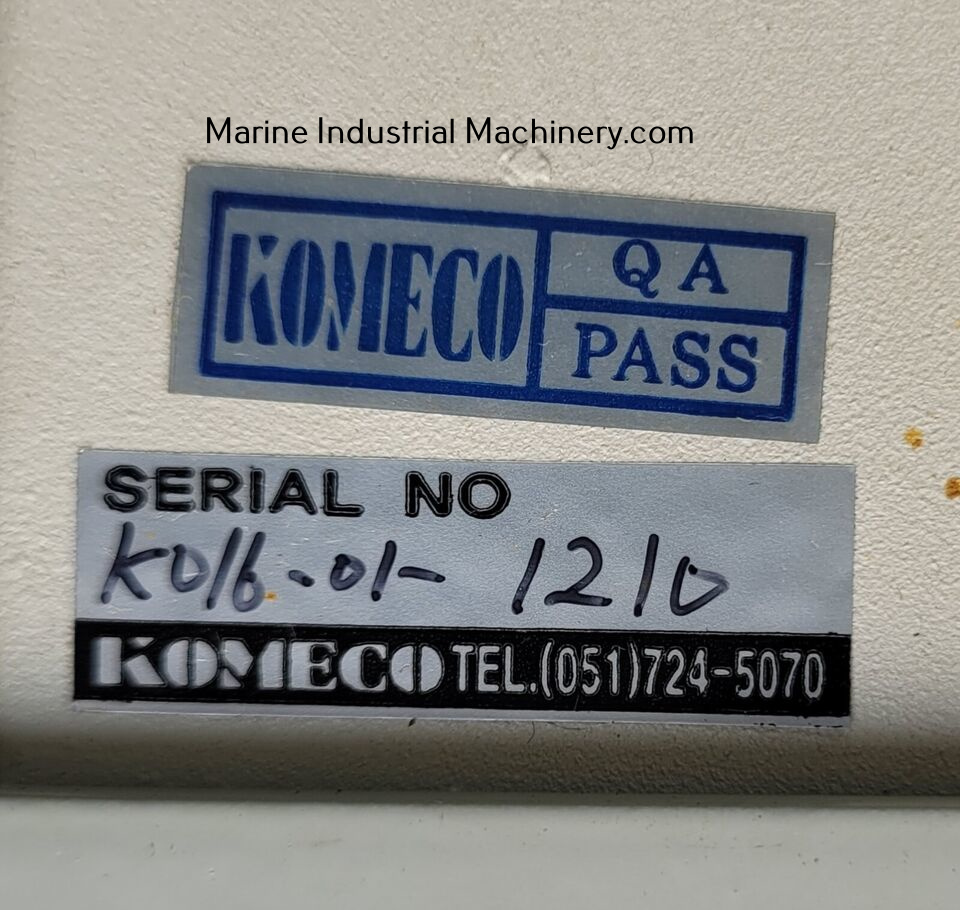 Marine Industrial Machinery.com
KOMECO
QA
PASS
SERIAL NO
K016-01- 1210
KOMECO TEL.(051)724-5070